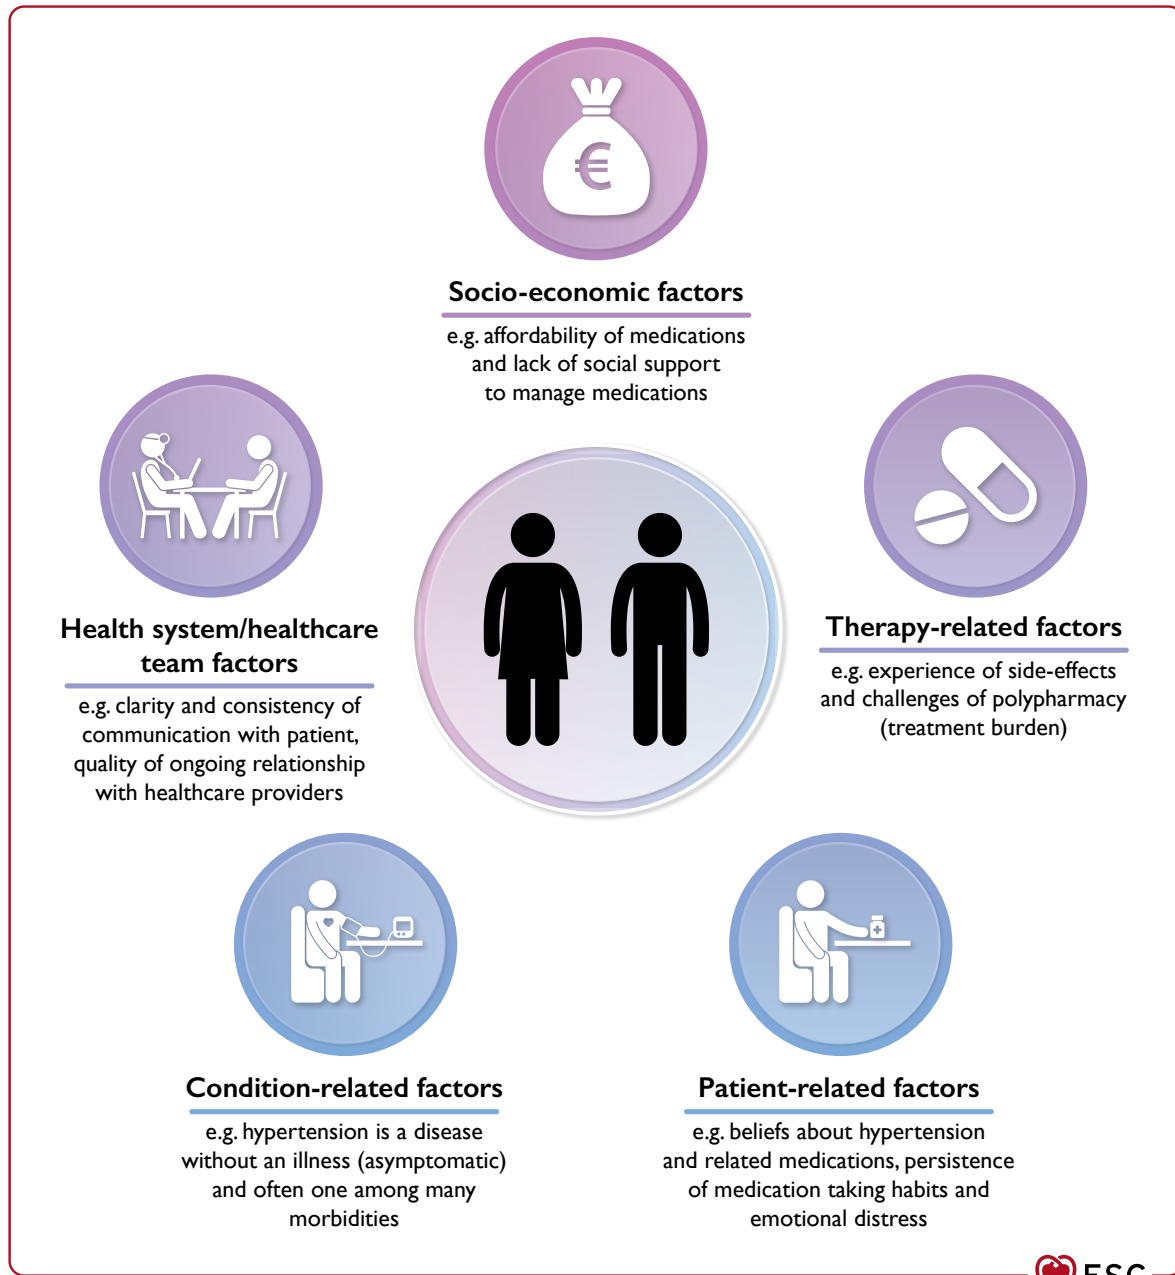 €
Socio-economic factors
e.g. affordability of medications
and lack of social support
to manage medications
Health system/healthcare
team factors
e.g. clarity and consistency of
communication with patient,
quality of ongoing relationship
with healthcare providers
Therapy-related factors
e.g. experience of side-effects
and challenges of polypharmacy
(treatment burden)
Condition-related factors
e.g. hypertension is a disease
without an illness (asymptomatic)
and often one among many
morbidities
Patient-related factors
e.g. beliefs about hypertension
and related medications, persistence
of medication taking habits and
emotional distress
ESC